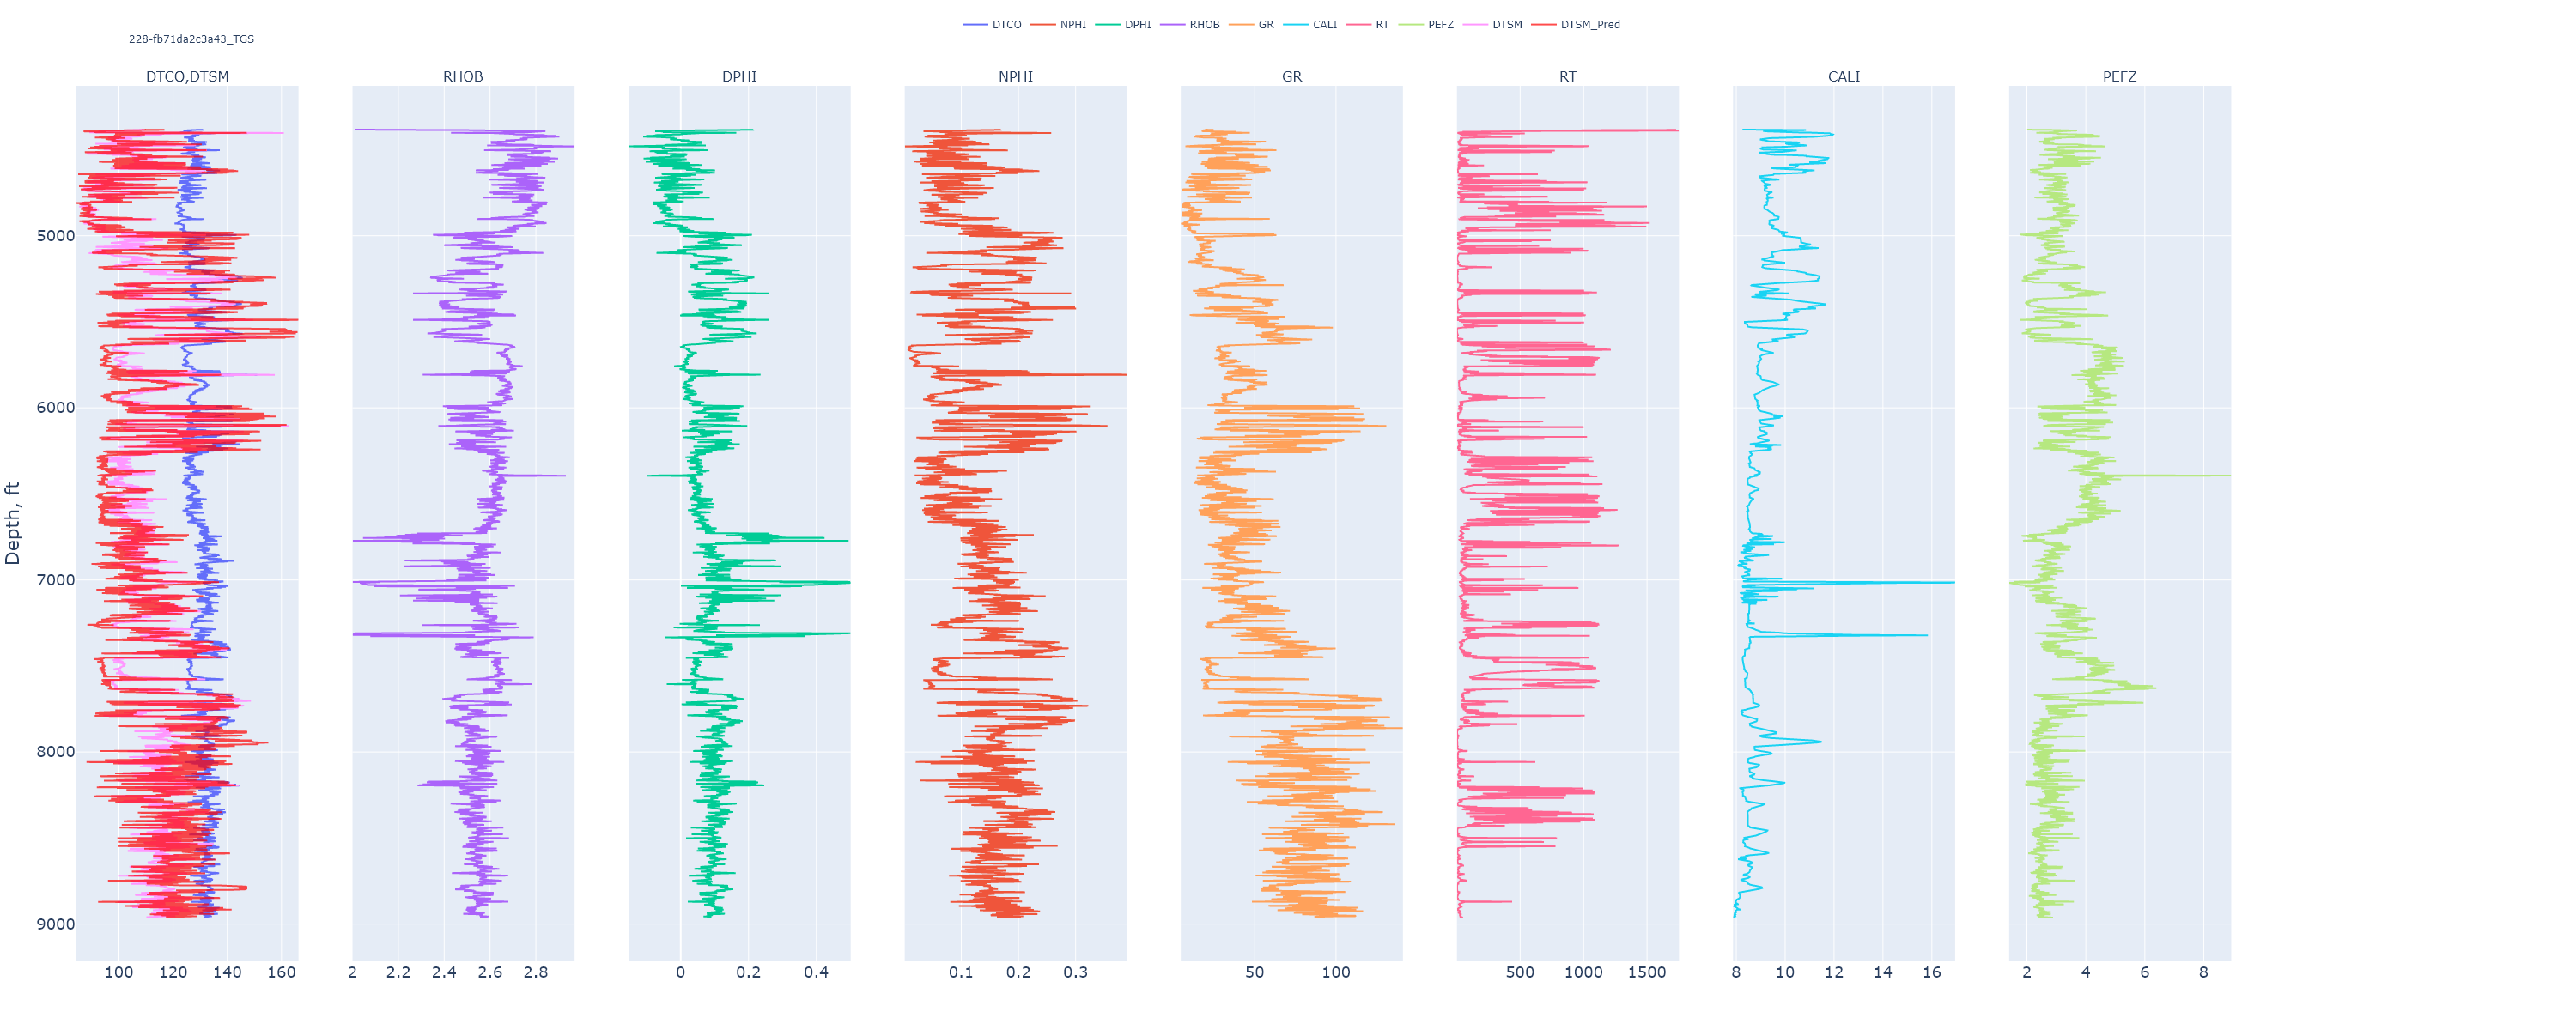 DTCO NPHI DPHI RHOB GR CALI RT PEFZ DTSM DTSM_Pred
228-fb71da2c3a43_TGS
DTCO,DTSM RHOB DPHI NPHI GR RT CALI PEFZ
Depth, ft
5000
6000
7000
8000
9000
100 120 140 160 2 2.2 2.4 2.6 2.8 0 0.2 0.4 0.1 0.2 0.3 50 100 500 1000 1500 8 10 12 14 16 2 4 6 8